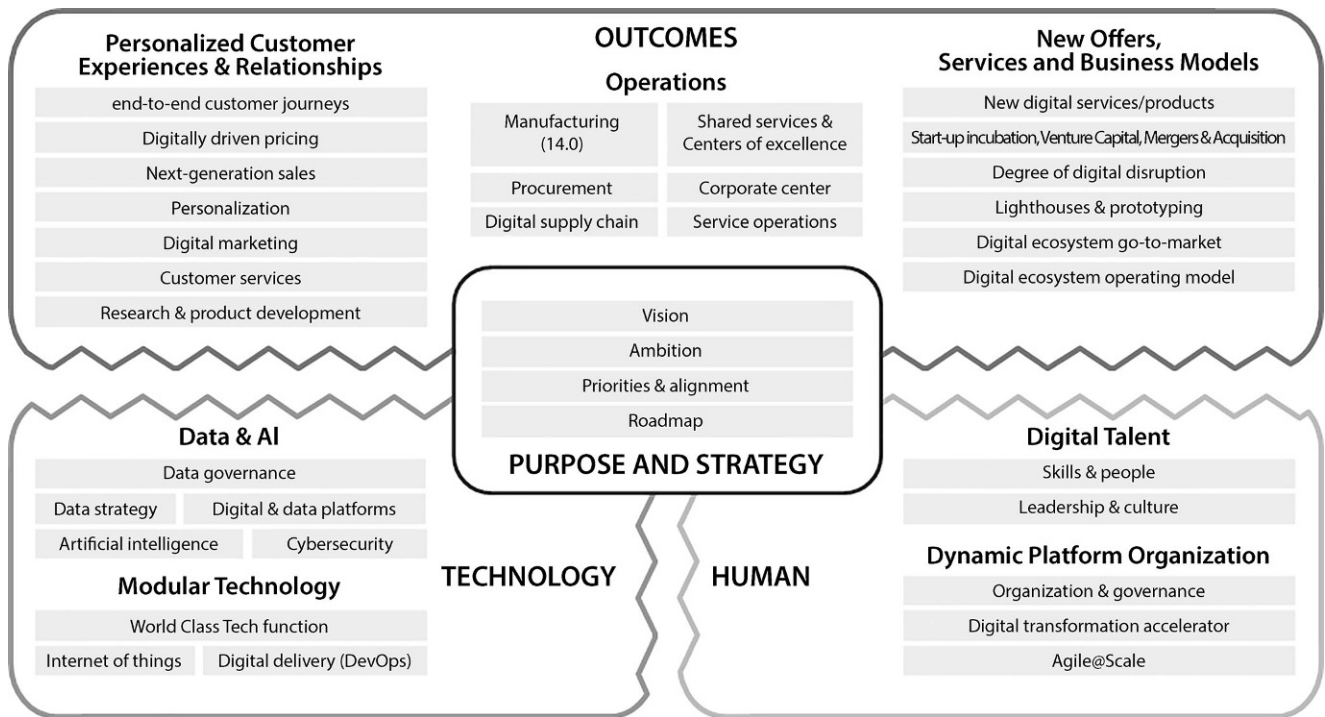 OUTCOMES
Personalized Customer
Experiences & Relationships
end-to-end customer journeys
Digitally driven pricing
Next-generation sales
Personalization
Digital marketing
Customer services
Research & product development
Operations
Manufacturing
(14.0)
Shared services &
Centers of excellence
Procurement
Corporate center
Digital supply chain
Service operations
New Offers,
Services and Business Models
New digital services/products
Start-up incubation, Venture Capital, Mergers & Acquisition
Degree of digital disruption
Lighthouses & prototyping
Digital ecosystem go-to-market
Digital ecosystem operating model
Vision
Ambition
Priorities & alignment
Roadmap
PURPOSE AND STRATEGY
Data & AI
Data governance
Data strategy
Digital & data platforms
Artificial intelligence
Cybersecurity
Modular Technology
World Class Tech function
Internet of things
Digital delivery (DevOps)
TECHNOLOGY
HUMAN
Digital Talent
Skills & people
Leadership & culture
Dynamic Platform Organization
Organization & governance
Digital transformation accelerator
Agile@Scale